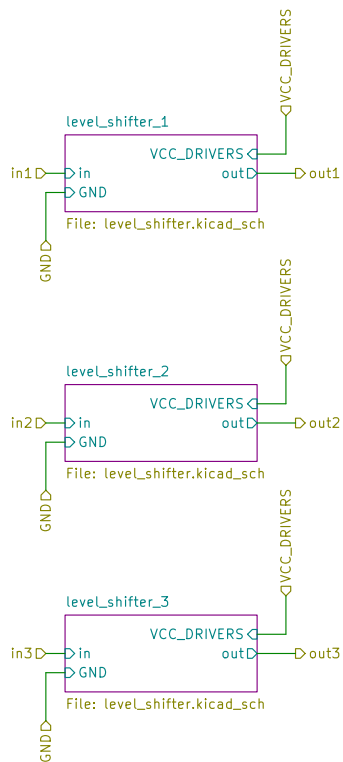 VCC_DRIVERS
level_shifter_1
VCC_DRIVERS
in1 in out out1
GND
File: level_shifter.kicad_sch
GND
VCC_DRIVERS
level_shifter_2
VCC_DRIVERS
in2 in out out2
GND
File: level_shifter.kicad_sch
GND
VCC_DRIVERS
level_shifter_3
VCC_DRIVERS
in3 in out out3
GND
File: level_shifter.kicad_sch
GND